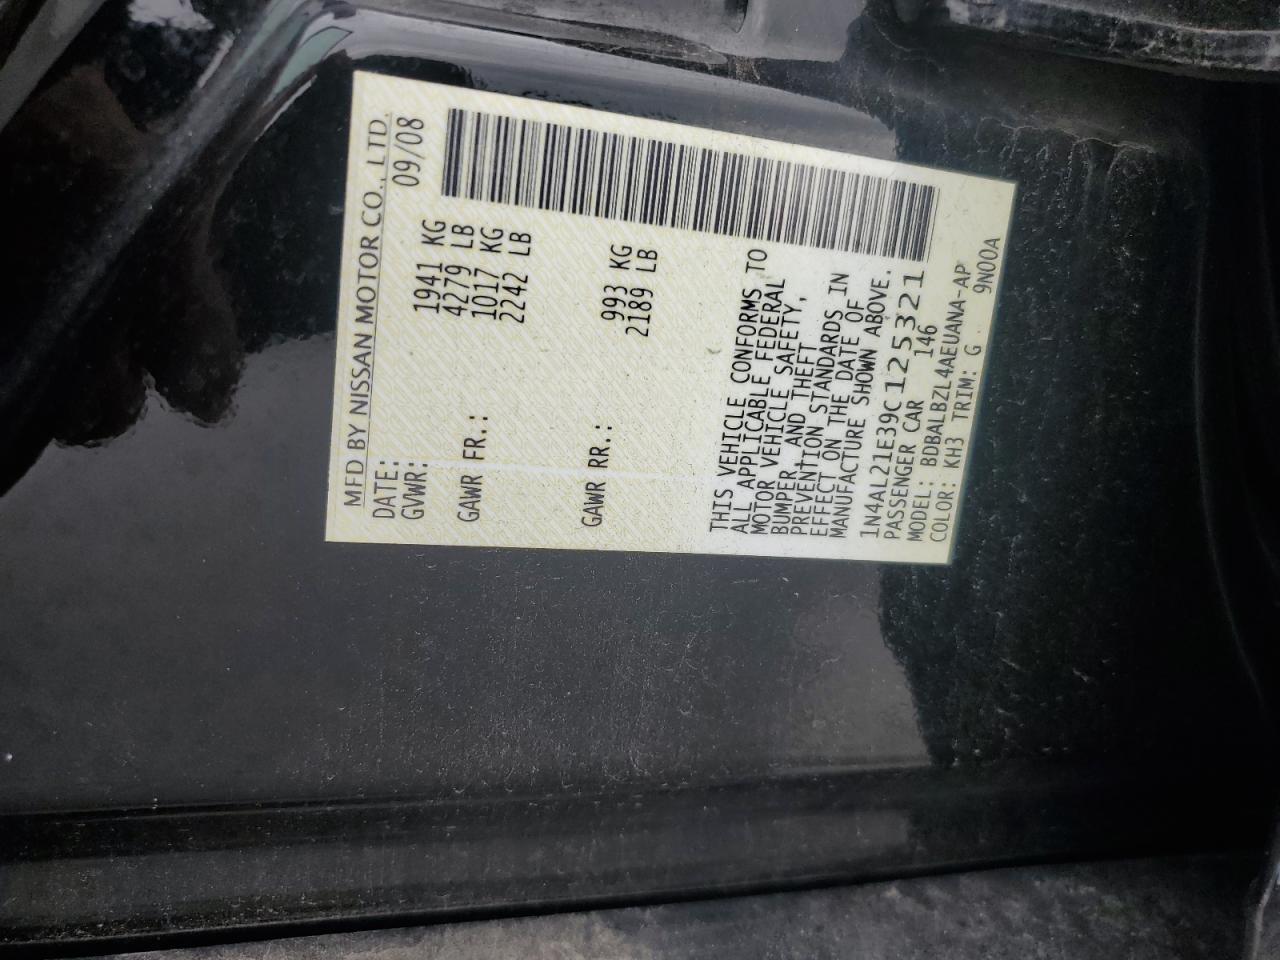 MFD BY NISSAN MOTOR CO., LTD.
DATE: 09/08
GVWR: 1941 KG
4279 LB
GAWR FR.: 1017 KG
2242 LB
GAWR RR.: 993 KG
2189 LB
THIS VEHICLE CONFORMS TO
ALL APPLICABLE FEDERAL
MOTOR VEHICLE SAFETY,
BUMPER AND THEFT
PREVENTION STANDARDS IN
EFFECT ON THE DATE OF
MANUFACTURE SHOWN ABOVE.
1N4AL21E39C125321
PASSENGER CAR 146
MODEL: BDBALBZL4AEUANA-AP
COLOR: KH3 TRIM: G 9N00A